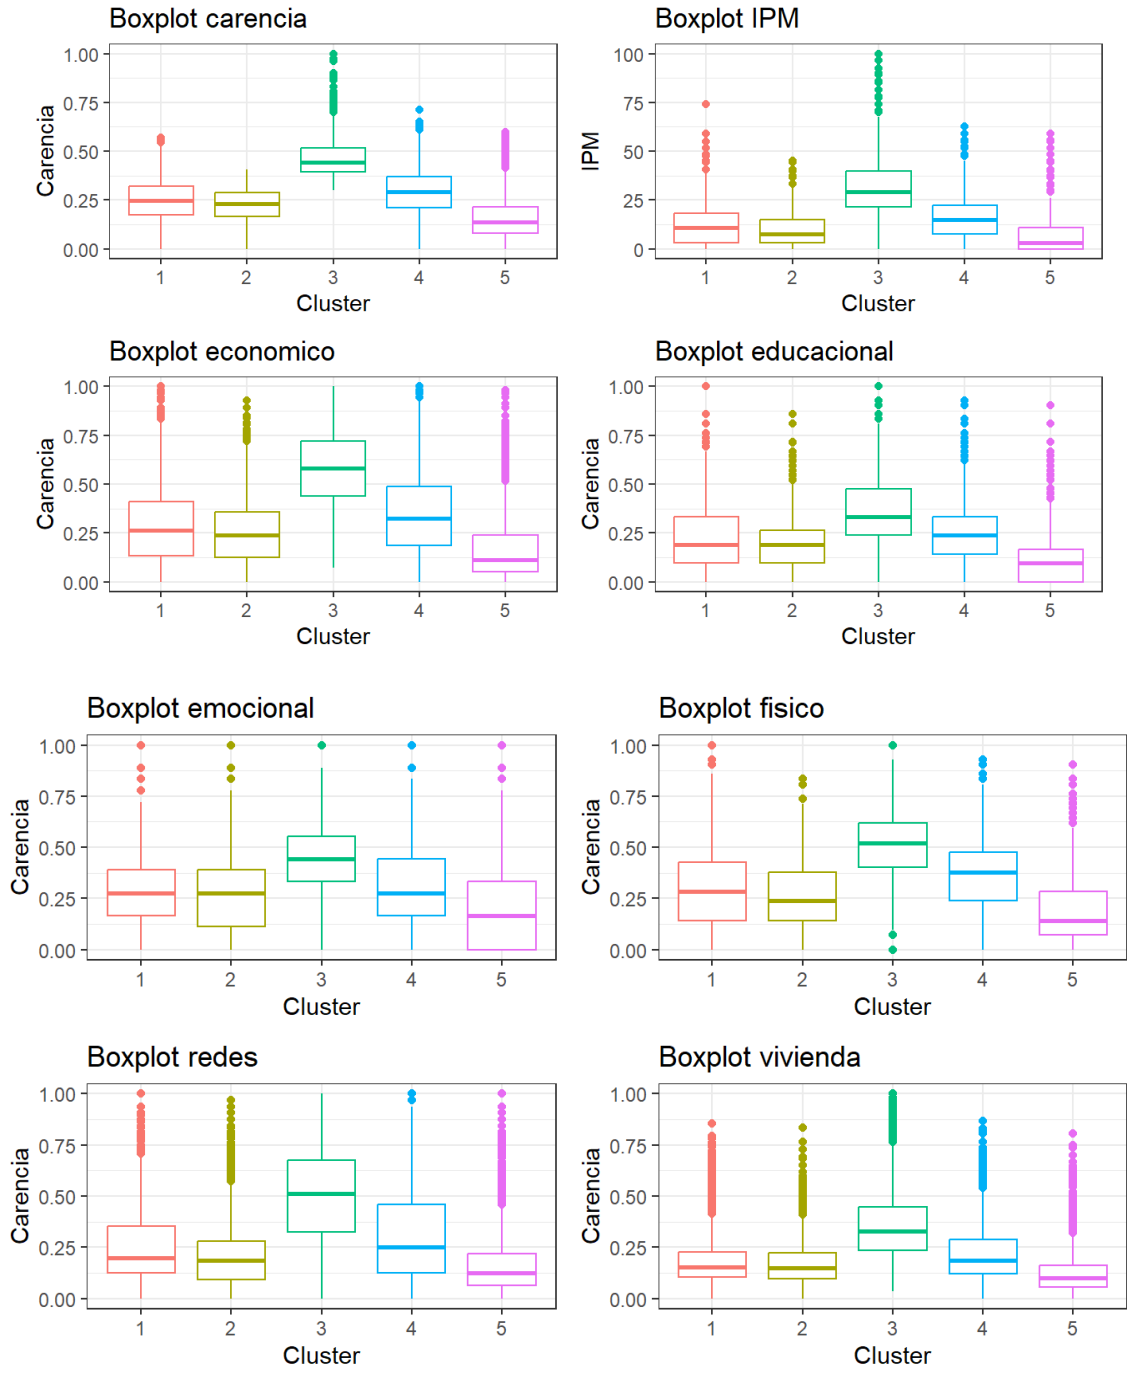 Boxplot carencia
1.00
0.75
0.50
0.25
0.00
Carencia
1 2 3 4 5
Cluster
Boxplot IPM
100
75
50
25
0
IPM
1 2 3 4 5
Cluster
Boxplot economico
1.00
0.75
0.50
0.25
0.00
Carencia
1 2 3 4 5
Cluster
Boxplot educacional
1.00
0.75
0.50
0.25
0.00
Carencia
1 2 3 4 5
Cluster
Boxplot emocional
1.00
0.75
0.50
0.25
0.00
Carencia
1 2 3 4 5
Cluster
Boxplot fisico
1.00
0.75
0.50
0.25
0.00
Carencia
1 2 3 4 5
Cluster
Boxplot redes
1.00
0.75
0.50
0.25
0.00
Carencia
1 2 3 4 5
Cluster
Boxplot vivienda
1.00
0.75
0.50
0.25
0.00
Carencia
1 2 3 4 5
Cluster